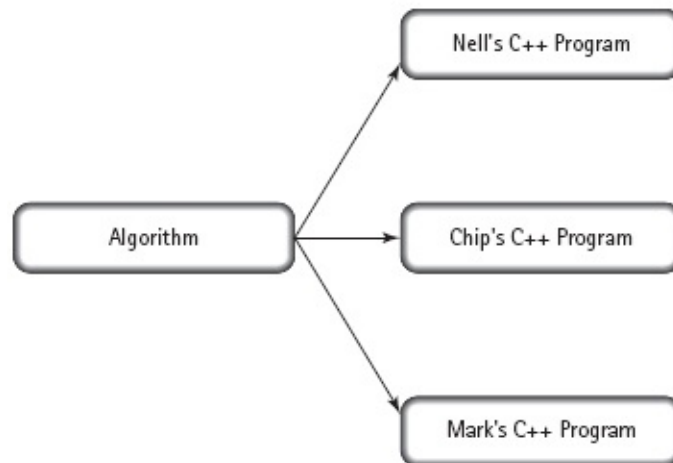 Nell's C++ Program
Algorithm
Chip's C++ Program
Mark's C++ Program